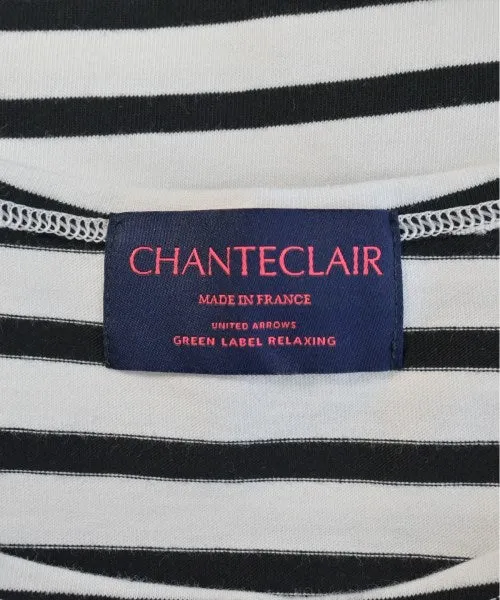 CHANTECLAIR
MADE IN FRANCE
UNITED ARROWS
GREEN LABEL RELAXING